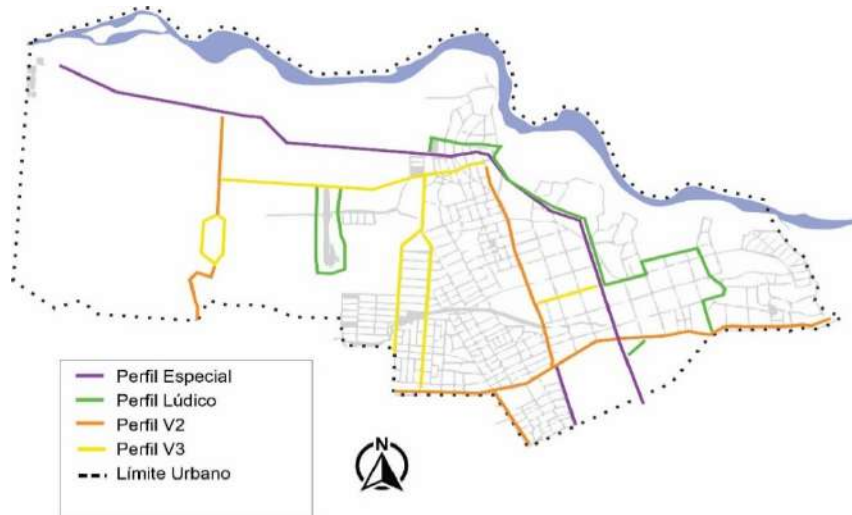 Perfil Especial
Perfil Lúdico
Perfil V2
Perfil V3
Límite Urbano
N